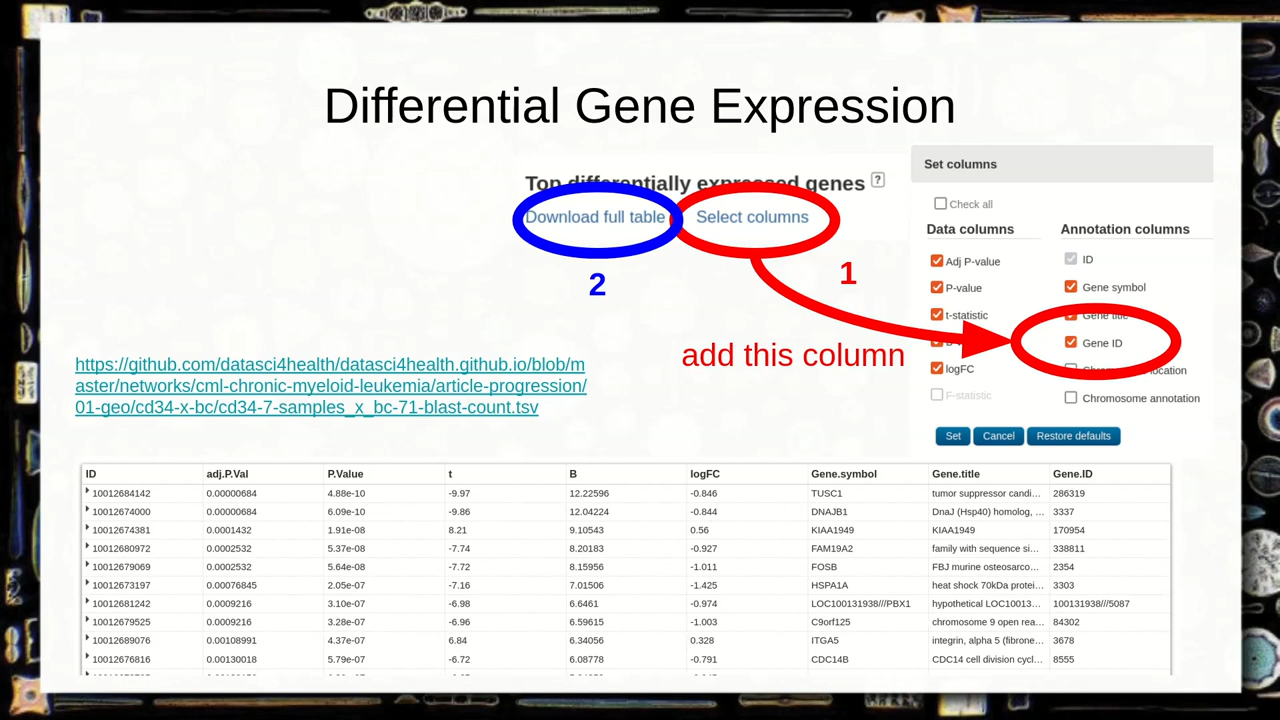 Differential Gene Expression
Top differentially expressed genes ?
Download full table Select columns
2
1
add this column
Set columns
Check all
Data columns Annotation columns
Adj P-value ID
P-value Gene symbol
t-statistic Gene title
Gene ID
logFC
F-statistic Chromosome annotation
Set Cancel Restore defaults
https://github.com/datasci4health/datasci4health.github.io/blob/m
aster/networks/cml-chronic-myeloid-leukemia/article-progression/
01-geo/cd34-x-bc/cd34-7-samples_x_bc-71-blast-count.tsv
ID adj.P.Val P.Value t B logFC Gene.symbol Gene.title Gene.ID
10012684142 0.00000684 4.88e-10 -9.97 12.22596 -0.846 TUSC1 tumor suppressor candi... 286319
10012674000 0.00000684 6.09e-10 -9.86 12.04224 -0.844 DNAJB1 DnaJ (Hsp40) homolog, ... 3337
10012674381 0.0001432 1.91e-08 8.21 9.10543 0.56 KIAA1949 KIAA1949 170954
10012680972 0.0002532 5.37e-08 -7.74 8.20183 -0.927 FAM19A2 family with sequence si... 338811
10012679069 0.0002532 5.64e-08 -7.72 8.15956 -1.011 FOSB FBJ murine osteosarco... 2354
10012673197 0.00076845 2.05e-07 -7.16 7.01506 -1.425 HSPA1A heat shock 70kDa protei... 3303
10012681242 0.0009216 3.10e-07 -6.98 6.6461 -0.974 LOC100131938///PBX1 hypothetical LOC10013... 100131938///5087
10012679525 0.0009216 3.28e-07 -6.96 6.59615 -1.003 C9orf125 chromosome 9 open rea... 84302
10012689076 0.00108991 4.37e-07 6.84 6.34056 0.328 ITGA5 integrin, alpha 5 (fibrone... 3678
10012676816 0.00130018 5.79e-07 -6.72 6.08778 -0.791 CDC14B CDC14 cell division cycl... 8555